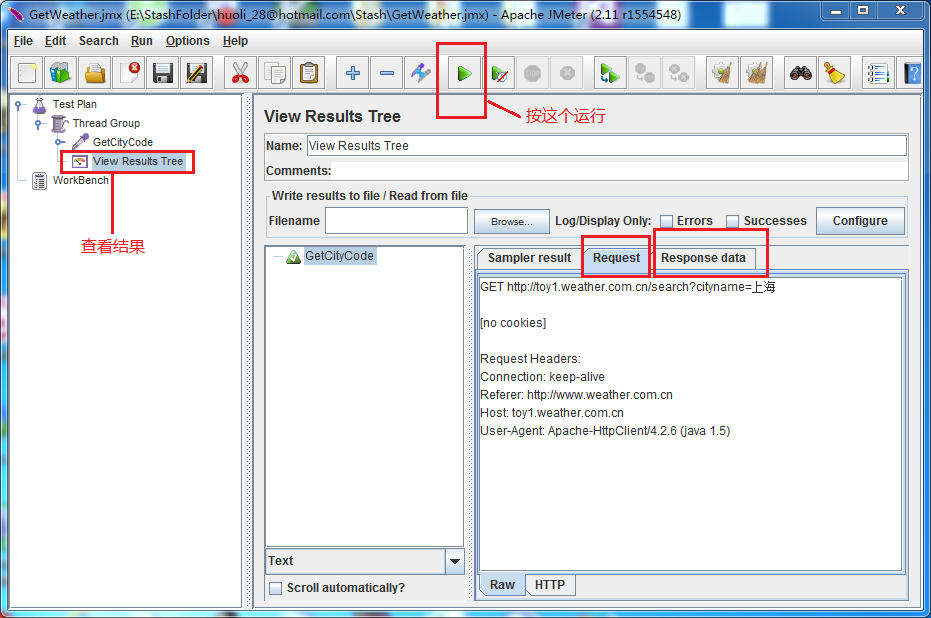 GetWeather.jmx (E:\StashFolder\huoli_28@hotmail.com\Stash\GetWeather.jmx) - Apache JMeter (2.11 r1554548)
File Edit Search Run Options Help
按这个运行
Test Plan
Thread Group
GetCityCode
View Results Tree
WorkBench
查看结果
View Results Tree
Name: View Results Tree
Comments:
Write results to file / Read from file
Filename Browse... Log/Display Only: Errors Successes Configure
GetCityCode
Text
Scroll automatically?
Sampler result Request Response data
GET http://toy1.weather.com.cn/search?cityname=上海
[no cookies]
Request Headers:
Connection: keep-alive
Referer: http://www.weather.com.cn
Host: toy1.weather.com.cn
User-Agent: Apache-HttpClient/4.2.6 (java 1.5)
Raw HTTP